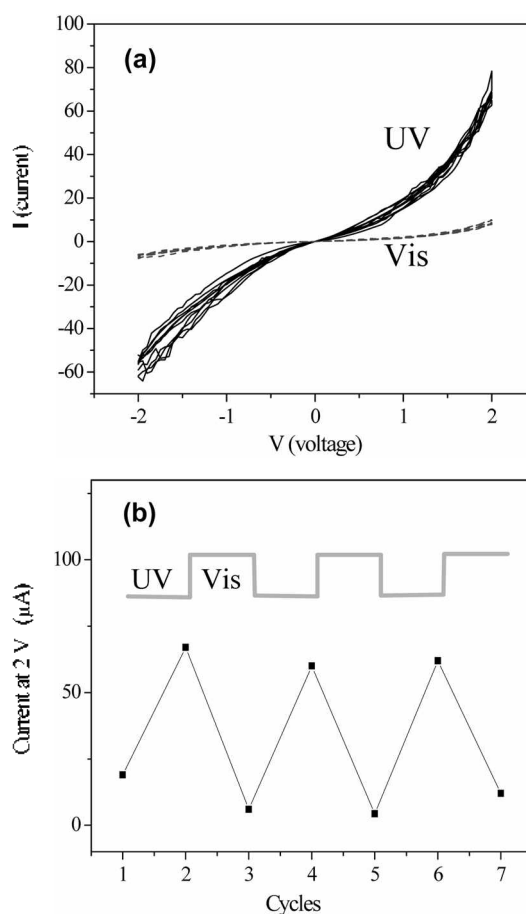 (a)
I (current)
100
80
60
40
20
0
-20
-40
-60
UV
Vis
-2 -1 0 1 2
V (voltage)
(b)
Current at 2 V (μA)
100
50
0
UV Vis
1 2 3 4 5 6 7
Cycles